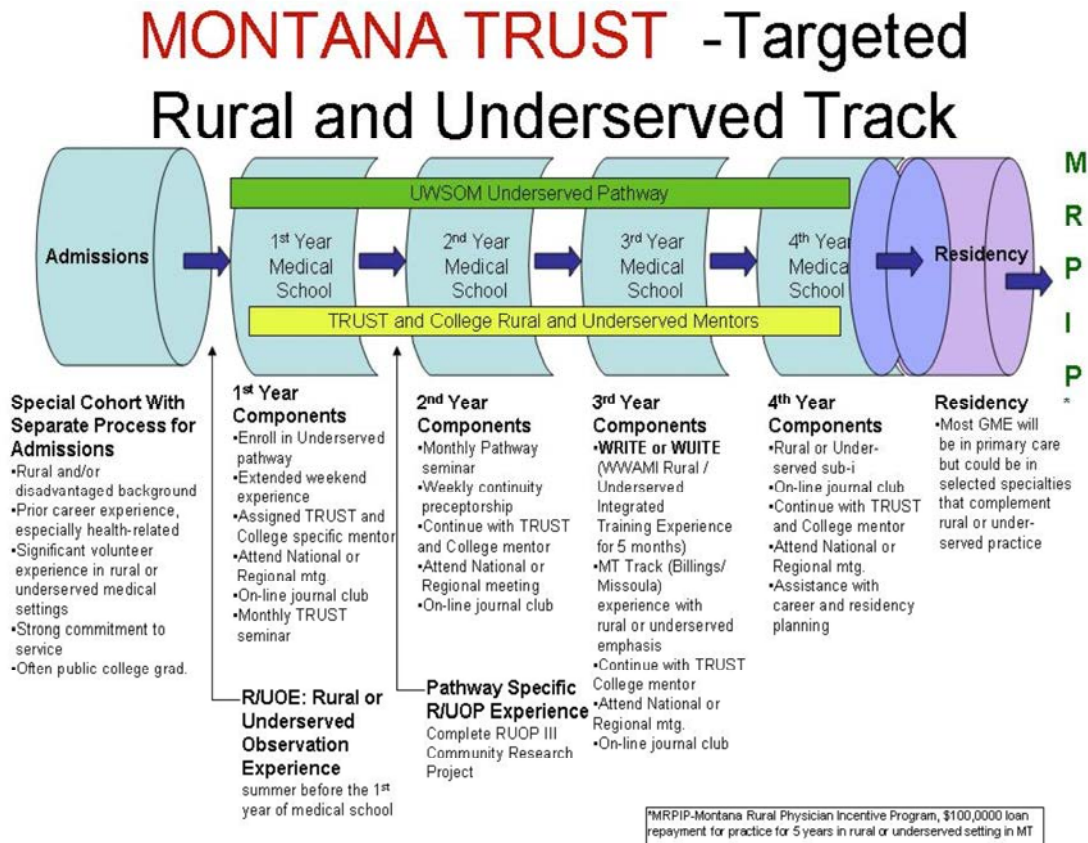 MONTANA TRUST -Targeted
Rural and Underserved Track
UWSOM Underserved Pathway
Admissions
1st Year
Medical
School
2nd Year
Medical
School
3rd Year
Medical
School
4th Year
Medica
School
Residency
TRUST and College Rural and Underserved Mentors
M
R
P
I
P
*
Special Cohort With
Separate Process for
Admissions
•Rural and/or
disadvantaged background
•Prior career experience,
especially health-related
•Significant volunteer
experience in rural or
underserved medical
settings
•Strong commitment to
service
•Often public college grad.
1st Year
Components
•Enroll in Underserved
pathway
•Extended weekend
experience
•Assigned TRUST and
College specific mentor
•Attend National or
Regional mtg.
•On-line journal club
•Monthly TRUST
seminar
2nd Year
Components
•Monthly Pathway
seminar
•Weekly continuity
preceptorship
•Continue with TRUST
and College mentor
•Attend National or
Regional meeting
•On-line journal club
3rd Year
Components
•WRITE or WUITE
(WWAMI Rural /
Underserved
Integrated
Training Experience
for 5 months)
•MT Track (Billings/
Missoula)
experience with
rural or underserved
emphasis
•Continue with TRUST
College mentor
•Attend National or
Regional mtg.
•On-line journal club
4th Year
Components
•Rural or Under-
served sub-i
•On-line journal club
•Continue with TRUST
and College mentor
•Attend National or
Regional mtg.
•Assistance with
career and residency
planning
Residency
•Most GME will
be in primary care
but could be in
selected specialties
that complement
rural or under-
served practice
R/UOE: Rural or
Underserved
Observation
Experience
summer before the 1st
year of medical school
Pathway Specific
R/UOP Experience
Complete RUOP III
Community Research
Project
*MRPIP-Montana Rural Physician Incentive Program, $100,0000 loan
repayment for practice for 5 years in rural or underserved setting in MT